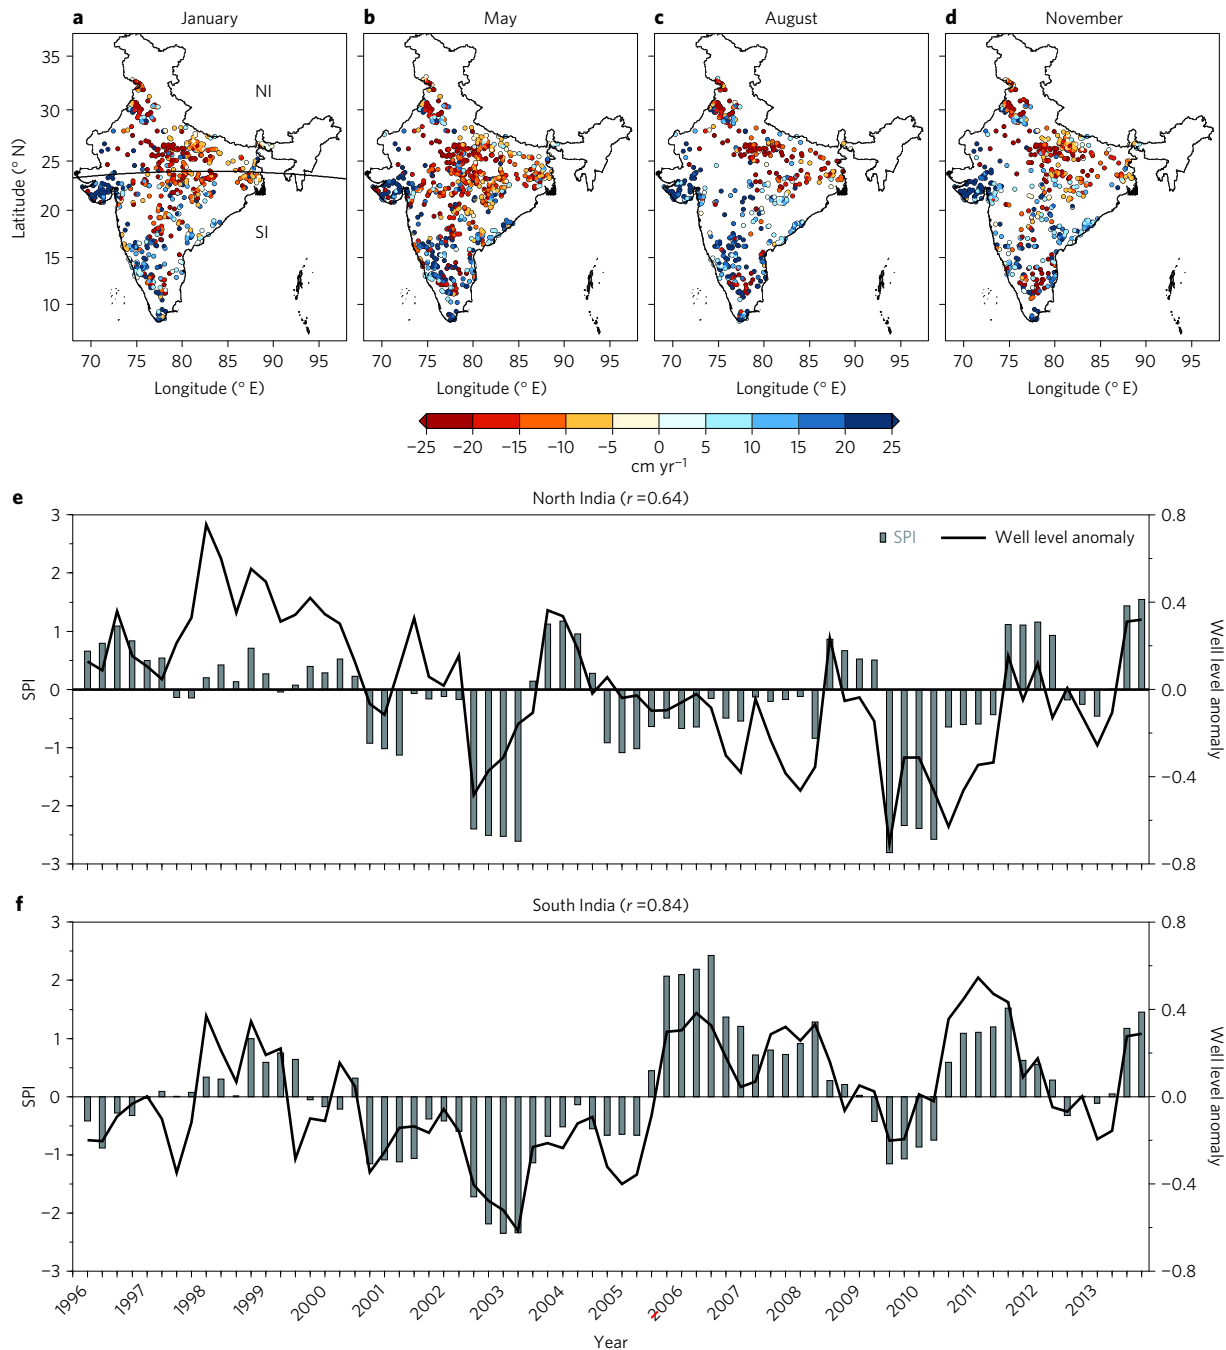 a January
b May
c August
d November
35
30
25
20
15
10
Latitude (° N)
NI
SI
70 75 80 85 90 95
70 75 80 85 90 95
70 75 80 85 90 95
70 75 80 85 90 95
Longitude (° E)
Longitude (° E)
Longitude (° E)
Longitude (° E)
−25 −20 −15 −10 −5 0 5 10 15 20 25
cm yr−1
e
North India (r =0.64)
SPI
Well level anomaly
3
2
1
0
−1
−2
−3
SPI
0.8
0.4
0.0
−0.4
−0.8
Well level anomaly
f
South India (r =0.84)
3
2
1
0
−1
−2
−3
SPI
0.8
0.4
0.0
−0.4
−0.8
Well level anomaly
1996 1997 1998 1999 2000 2001 2002 2003 2004 2005 2006 2007 2008 2009 2010 2011 2012 2013
Year